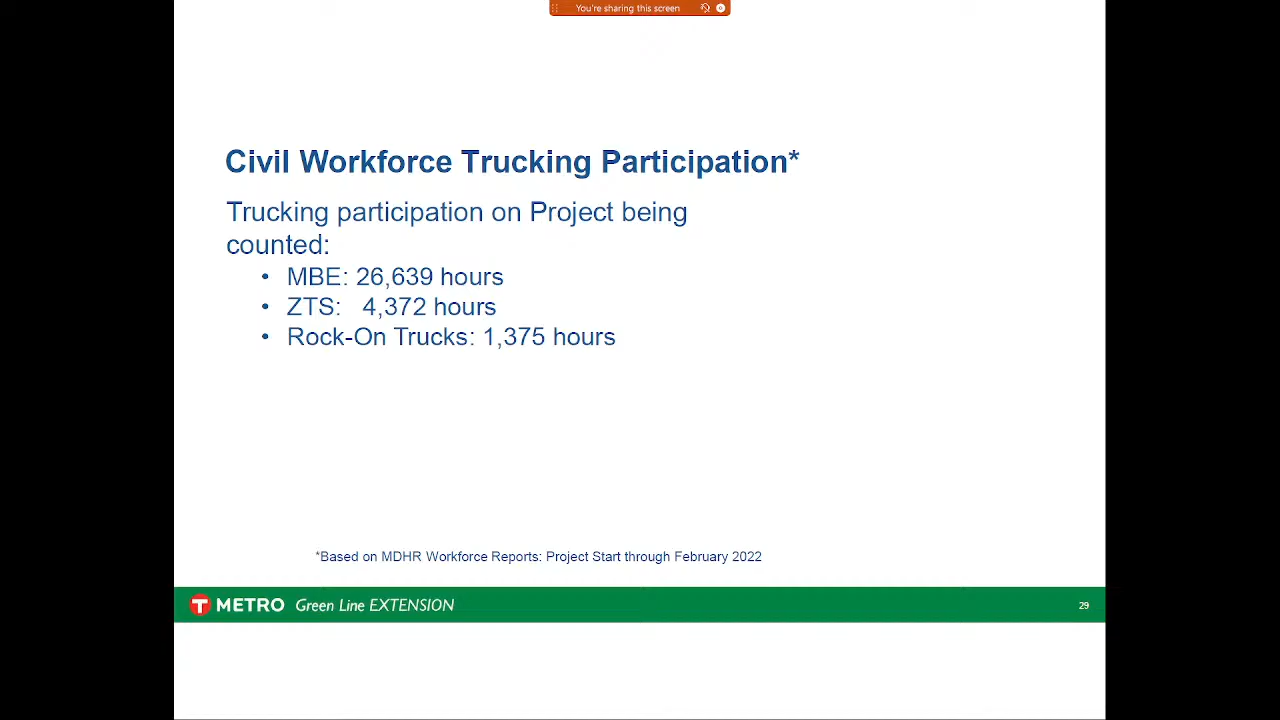 You're sharing this screen
Civil Workforce Trucking Participation*
Trucking participation on Project being
counted:
• MBE: 26,639 hours
• ZTS: 4,372 hours
• Rock-On Trucks: 1,375 hours
*Based on MDHR Workforce Reports: Project Start through February 2022
T METRO Green Line EXTENSION
29